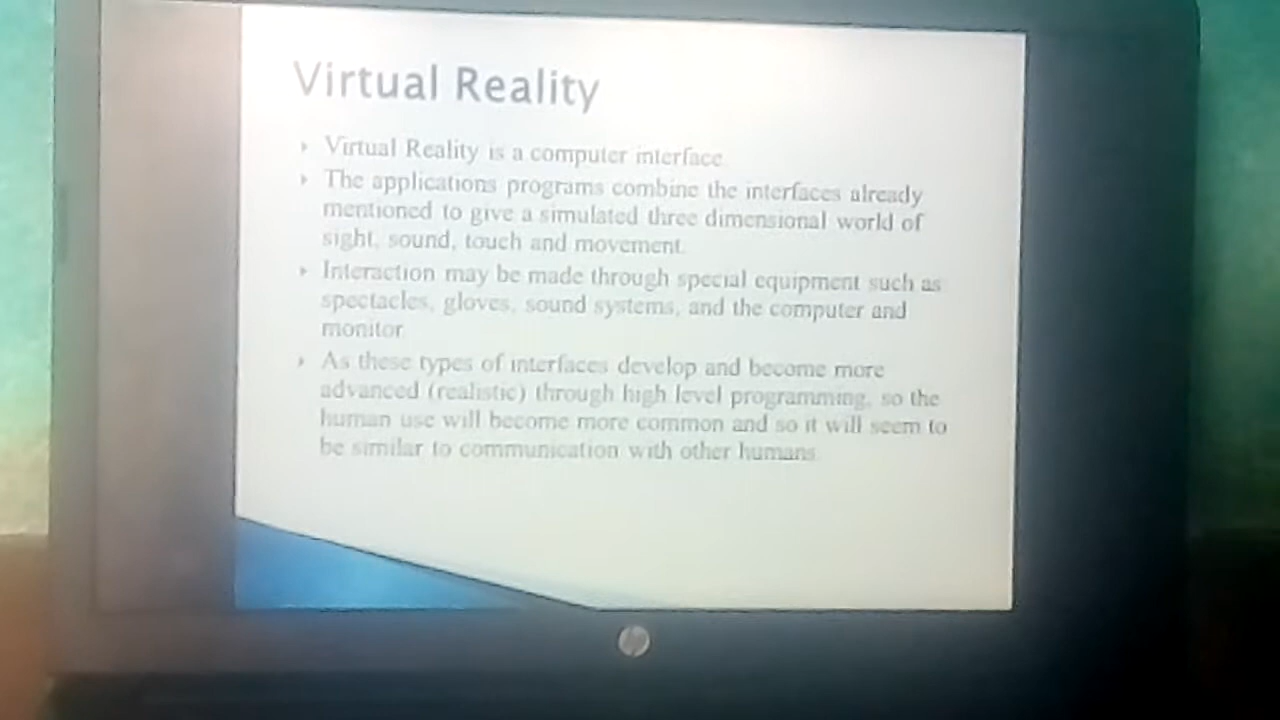 Virtual Reality
Virtual Reality is a computer interface
The applications programs combine the interfaces already
mentioned to give a simulated three dimensional world of
sight, sound, touch and movement.
Interaction may be made through special equipment such as
spectacles, gloves, sound systems, and the computer and
monitor
As these types of interfaces develop and become more
advanced (realistic) through high level programming, so the
human use will become more common and so it will seem to
be similar to communication with other humans
hp